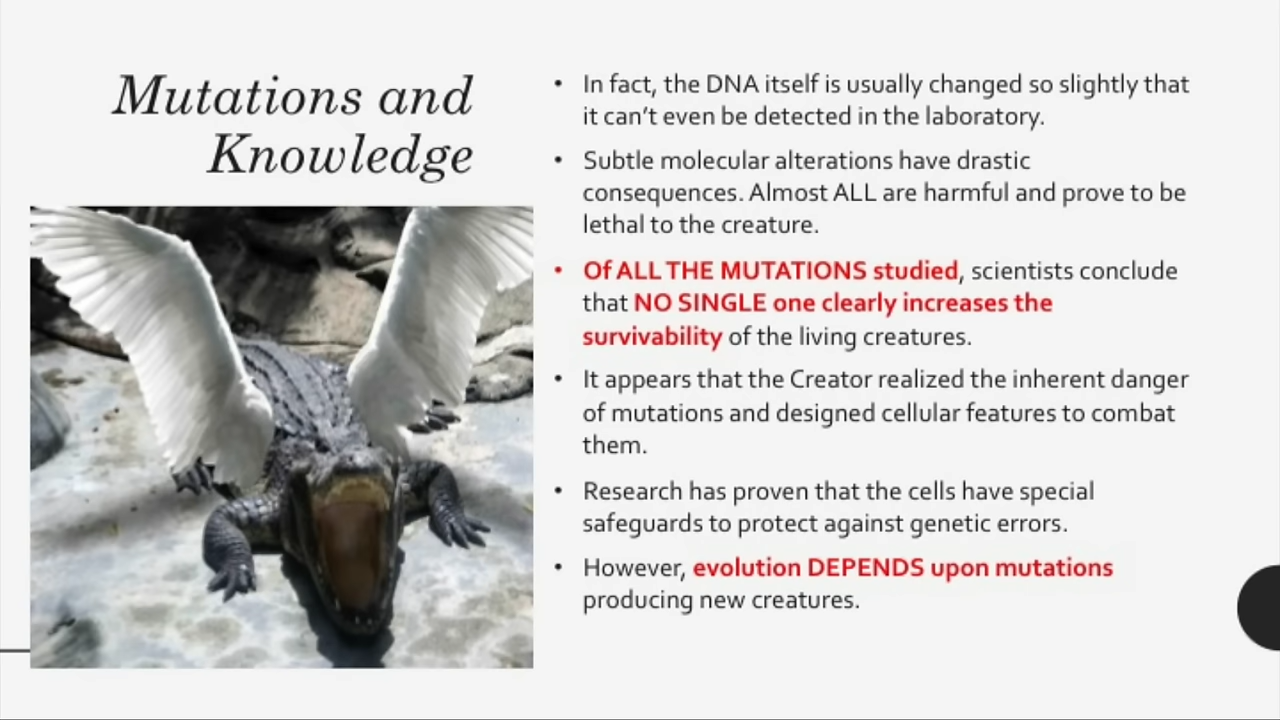 Mutations and
Knowledge
• In fact, the DNA itself is usually changed so slightly that
it can’t even be detected in the laboratory.
• Subtle molecular alterations have drastic
consequences. Almost ALL are harmful and prove to be
lethal to the creature.
• Of ALL THE MUTATIONS studied, scientists conclude
that NO SINGLE one clearly increases the
survivability of the living creatures.
• It appears that the Creator realized the inherent danger
of mutations and designed cellular features to combat
them.
• Research has proven that the cells have special
safeguards to protect against genetic errors.
• However, evolution DEPENDS upon mutations
producing new creatures.